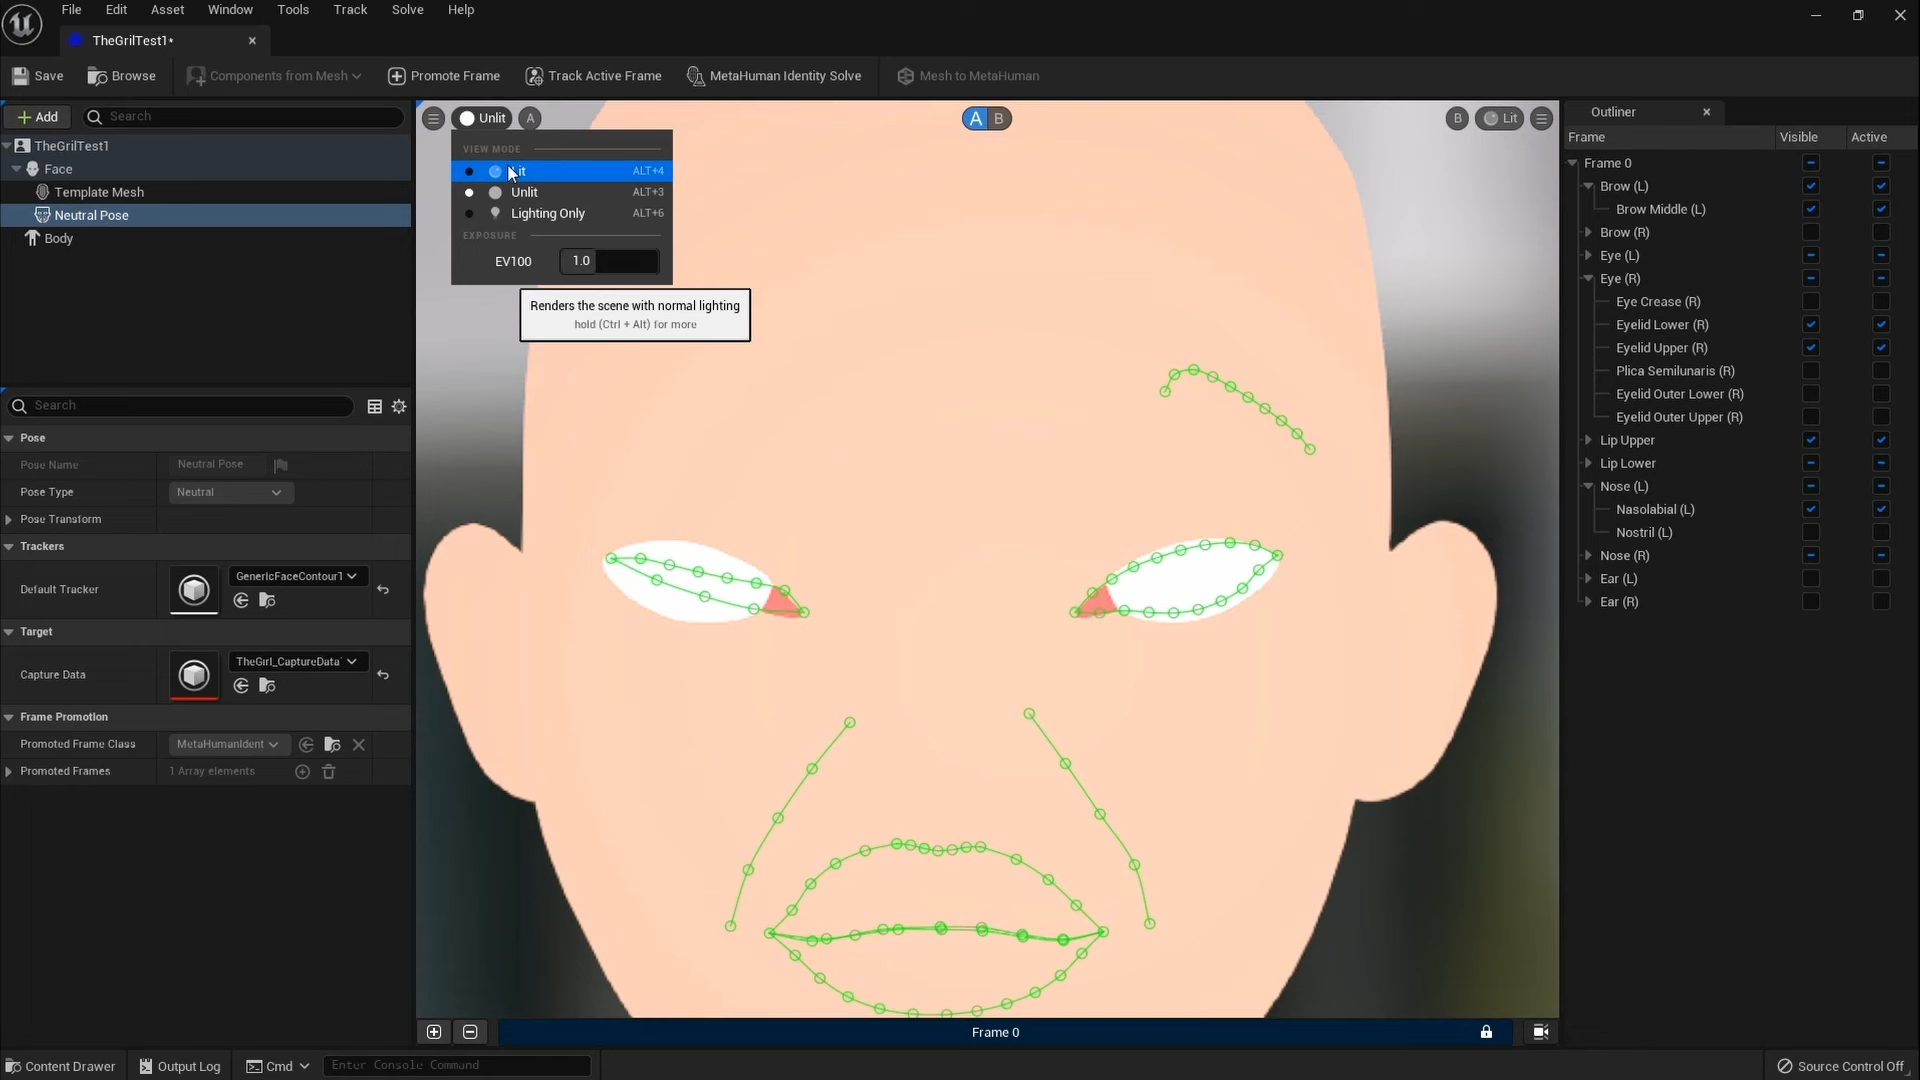 File Edit Asset Window Tools Track Solve Help
TheGrilTest1*
Save Browse Components from Mesh Promote Frame Track Active Frame MetaHuman Identity Solve Mesh to MetaHuman
Add Search
TheGrilTest1
Face
Template Mesh
Neutral Pose
Body
Search
Pose
Pose Name Neutral Pose
Pose Type Neutral
Pose Transform
Trackers
Default Tracker GenericFaceContourT
Target
Capture Data TheGirl_CaptureData
Frame Promotion
Promoted Frame Class MetaHumanIdent
Promoted Frames 1 Array elements
Unlit A
A B
B Lit
VIEW MODE
Lit ALT+4
Unlit ALT+3
Lighting Only ALT+6
EXPOSURE
EV100 1.0
Renders the scene with normal lighting
hold (Ctrl + Alt) for more
Frame 0
Outliner
Frame Visible Active
Frame 0
Brow (L)
Brow Middle (L)
Brow (R)
Eye (L)
Eye (R)
Eye Crease (R)
Eyelid Lower (R)
Eyelid Upper (R)
Plica Semilunaris (R)
Eyelid Outer Lower (R)
Eyelid Outer Upper (R)
Lip Upper
Lip Lower
Nose (L)
Nasolabial (L)
Nostril (L)
Nose (R)
Ear (L)
Ear (R)
Content Drawer Output Log Cmd Enter Console Command Source Control Off